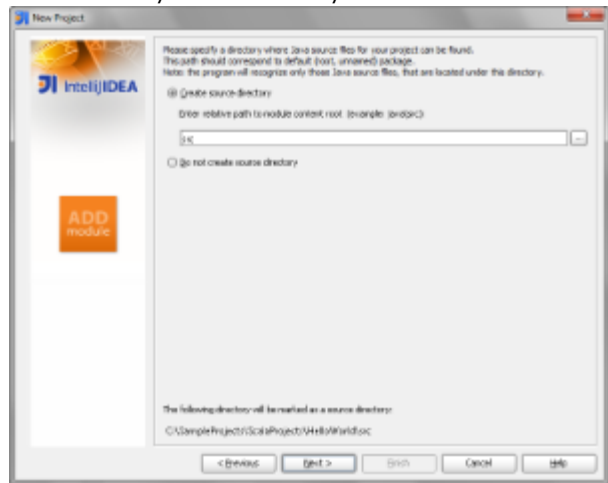 New Project
Please specify a directory where Java source files for your project can be found.
This path should correspond to default (root, unnamed) package.
Note: the program will recognize only those Java source files, that are located under this directory.
IntelliJIDEA
Create source directory
Enter relative path to module content root (example: java\src):
src
...
Do not create source directory
ADD
module
The following directory will be marked as a source directory:
C:\SampleProjects\ScalaProjects\HelloWorld\src
< Previous
Next >
Finish
Cancel
Help